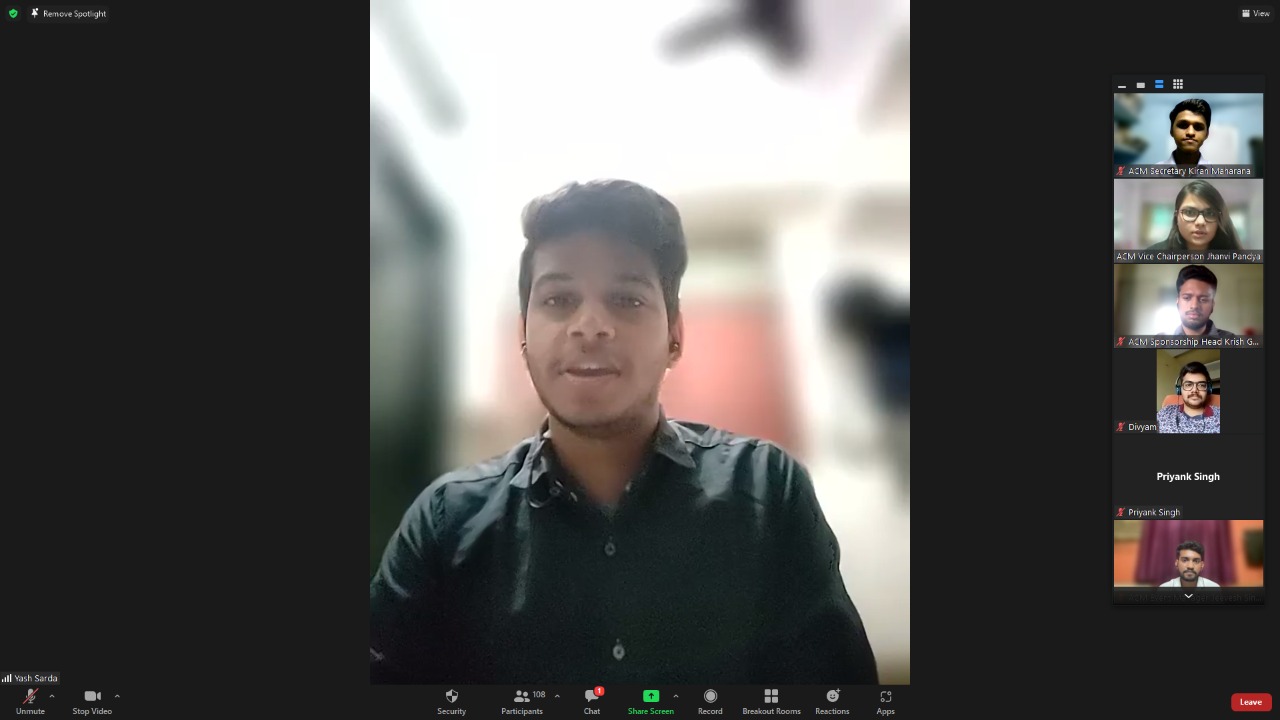 Remove Spotlight
View
ACM Secretary Kiran Maharana
ACM Vice Chairperson Jhanvi Pandya
ACM Sponsorship Head Krish G...
Divyam
Priyank Singh
Priyank Singh
Yash Sarda
Unmute
Stop Video
Security
108
Participants
1
Chat
Share Screen
Record
Breakout Rooms
Reactions
Apps
Leave